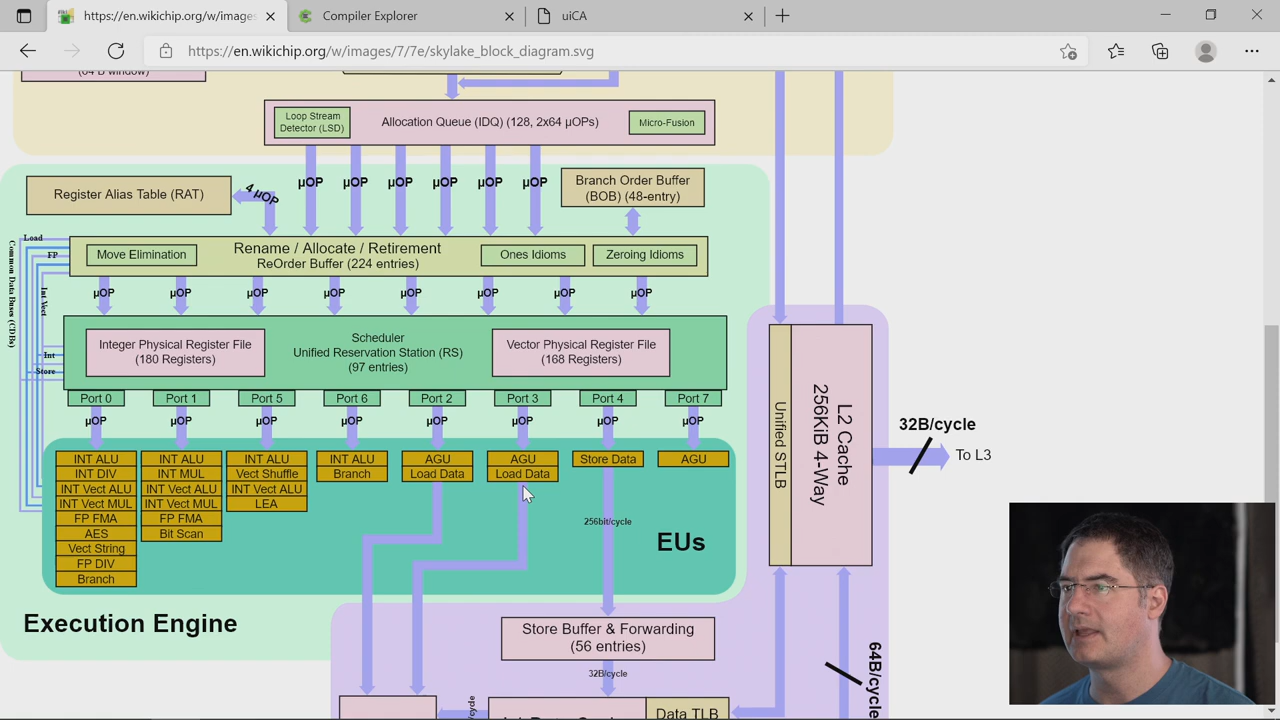 https://en.wikichip.org/w/images
Compiler Explorer
uiCA
https://en.wikichip.org/w/images/7/7e/skylake_block_diagram.svg
(64 B window)
Loop Stream
Detector (LSD)
Allocation Queue (IDQ) (128, 2x64 µOPs)
Micro-Fusion
Register Alias Table (RAT)
4 µOP
µOP
µOP
µOP
µOP
µOP
µOP
Branch Order Buffer
(BOB) (48-entry)
Load
FP
Int Vect
Int
Store
Common Data Buses (CDBs)
Move Elimination
Rename / Allocate / Retirement
ReOrder Buffer (224 entries)
Ones Idioms
Zeroing Idioms
µOP
µOP
µOP
µOP
µOP
µOP
µOP
µOP
Integer Physical Register File
(180 Registers)
Scheduler
Unified Reservation Station (RS)
(97 entries)
Vector Physical Register File
(168 Registers)
Port 0
Port 1
Port 5
Port 6
Port 2
Port 3
Port 4
Port 7
µOP
µOP
µOP
µOP
µOP
µOP
µOP
µOP
INT ALU
INT DIV
INT Vect ALU
INT Vect MUL
FP FMA
AES
Vect String
FP DIV
Branch
INT ALU
INT MUL
INT Vect ALU
INT Vect MUL
FP FMA
Bit Scan
INT ALU
Vect Shuffle
INT Vect ALU
LEA
INT ALU
Branch
AGU
Load Data
AGU
Load Data
Store Data
AGU
256bit/cycle
EUs
Execution Engine
Store Buffer & Forwarding
(56 entries)
32B/cycle
Data TLB
Unified STLB
L2 Cache
256KiB 4-Way
32B/cycle
To L3
64B/cycle